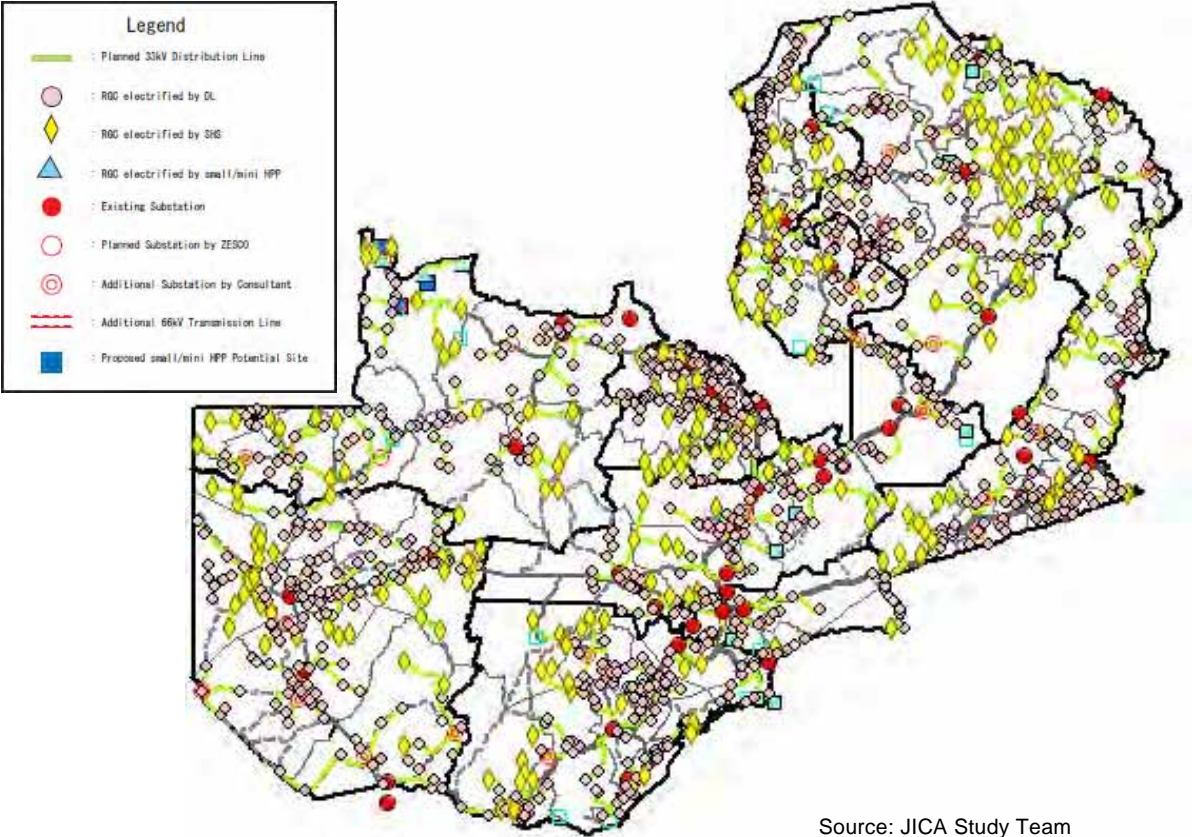 Legend
: Planned 33kV Distribution Line
: RGC electrified by DL
: RGC electrified by SHS
: RGC electrified by small/mini HPP
: Existing Substation
: Planned Substation by ZESCO
: Additional Substation by Consultant
: Additional 66kV Transmission Line
: Proposed small/mini HPP Potential Site
Source: JICA Study Team